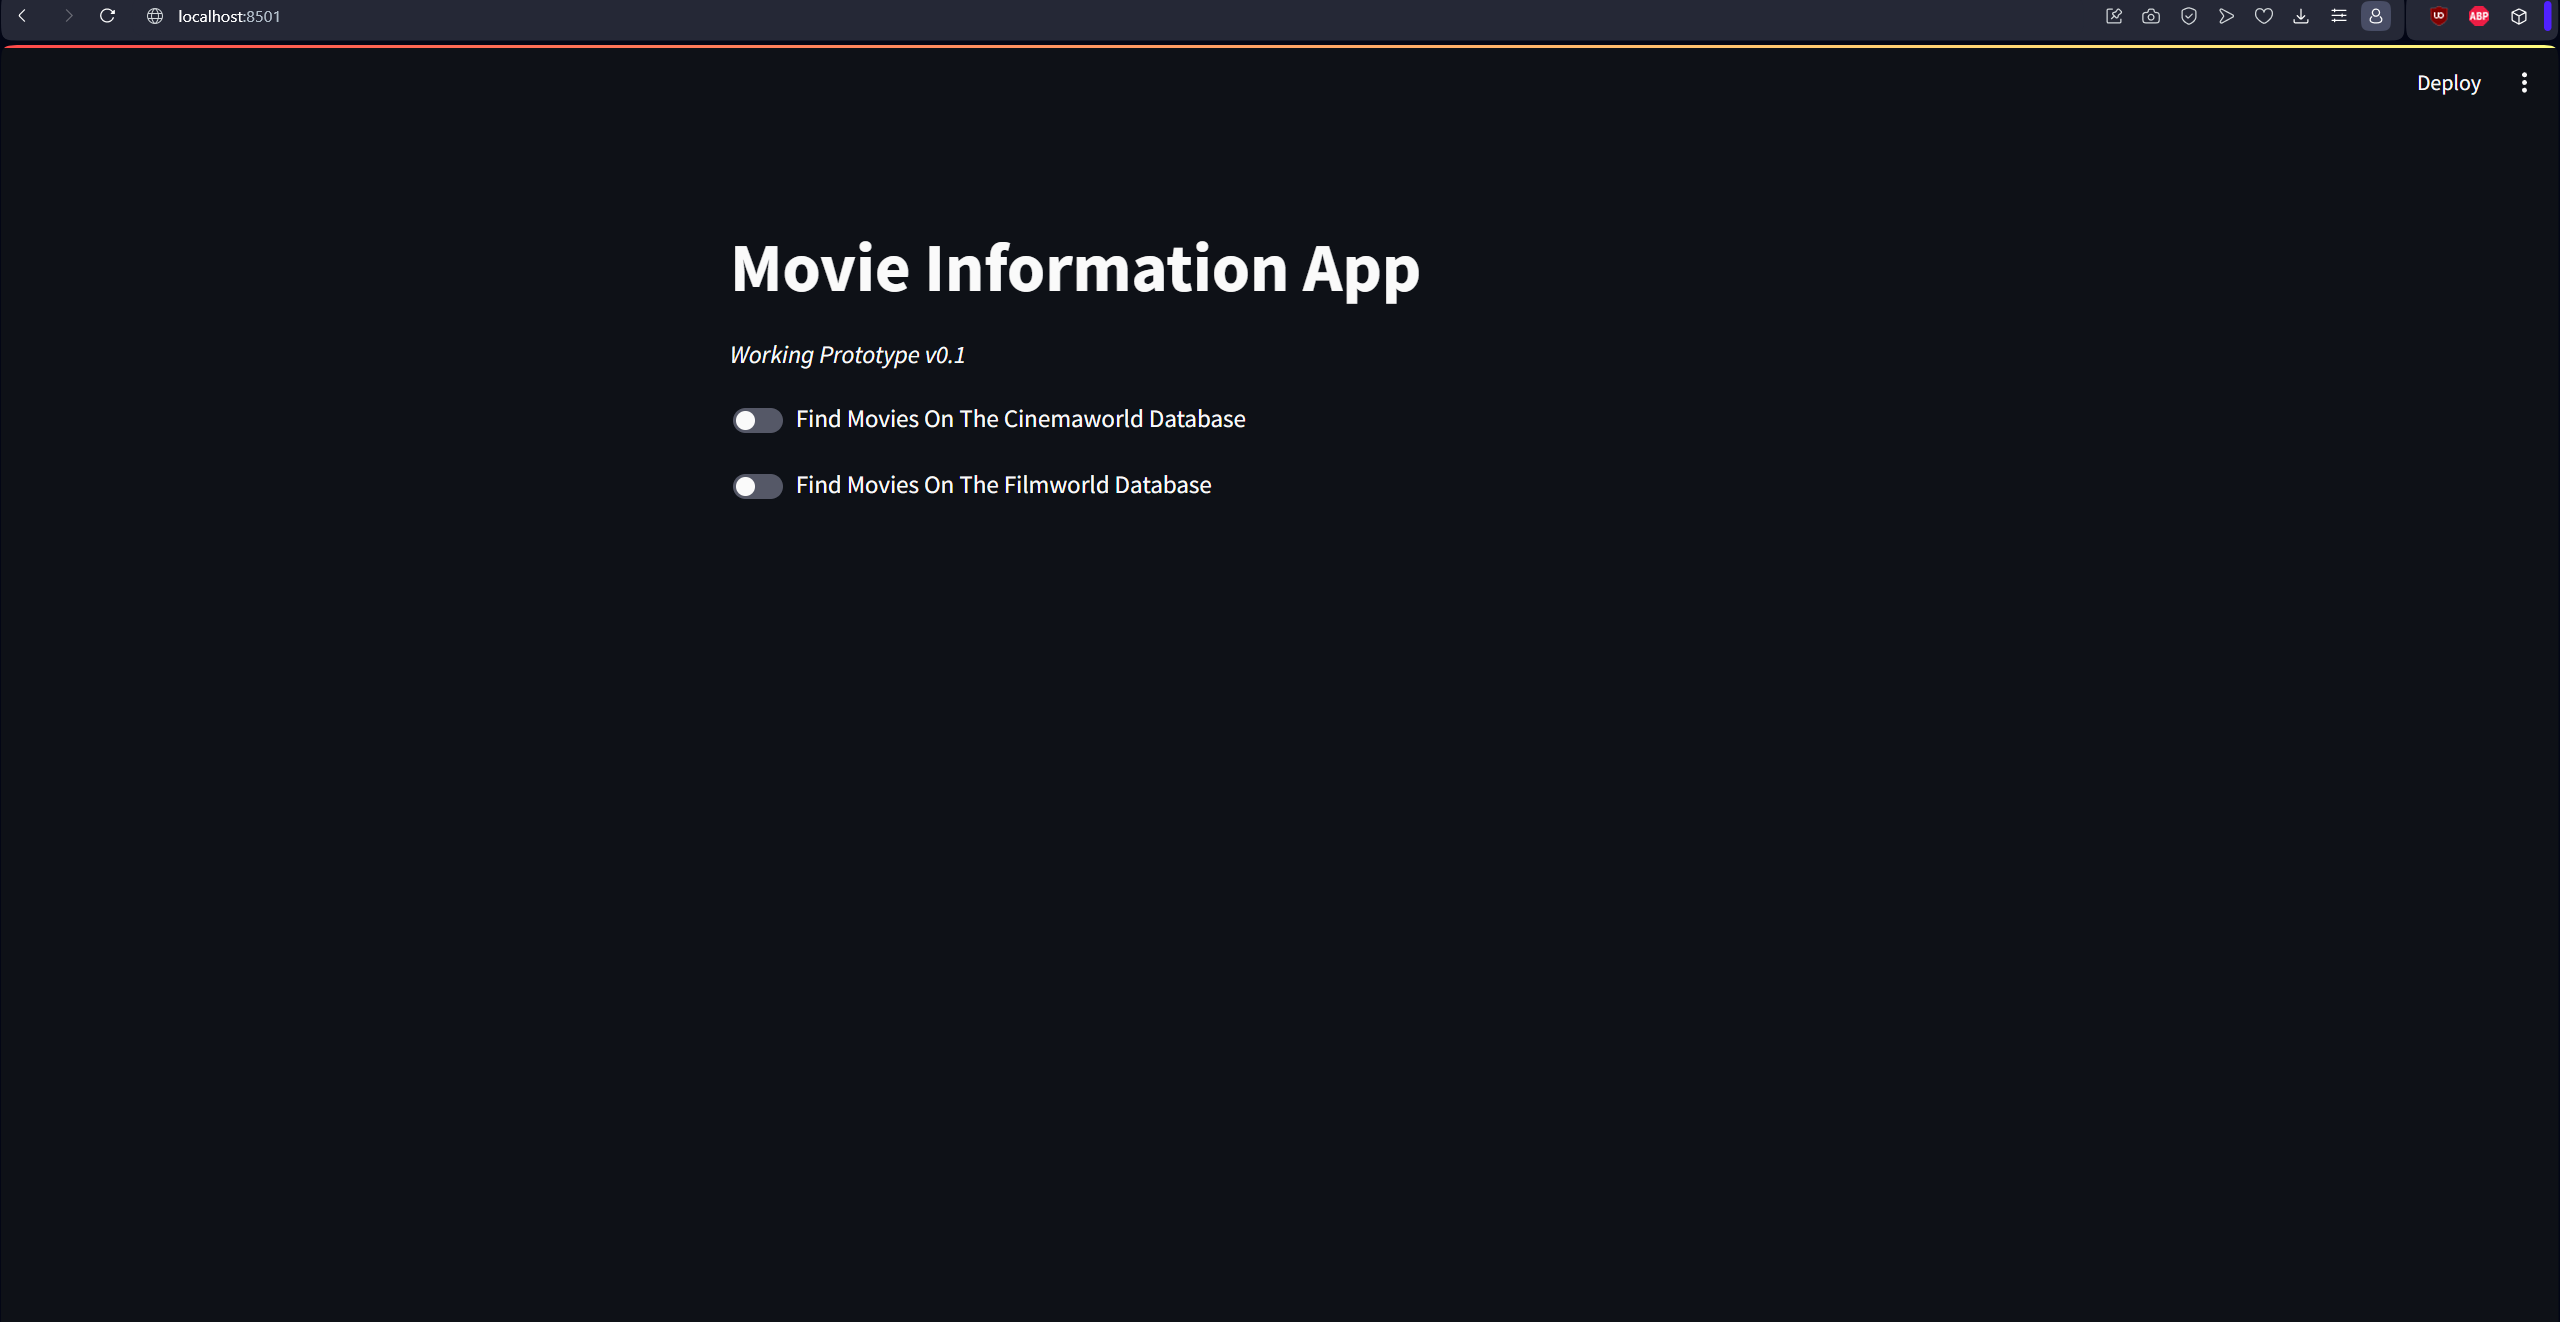 localhost:8501
UO
ABP
Deploy
Movie Information App
Working Prototype v0.1
Find Movies On The Cinemaworld Database
Find Movies On The Filmworld Database